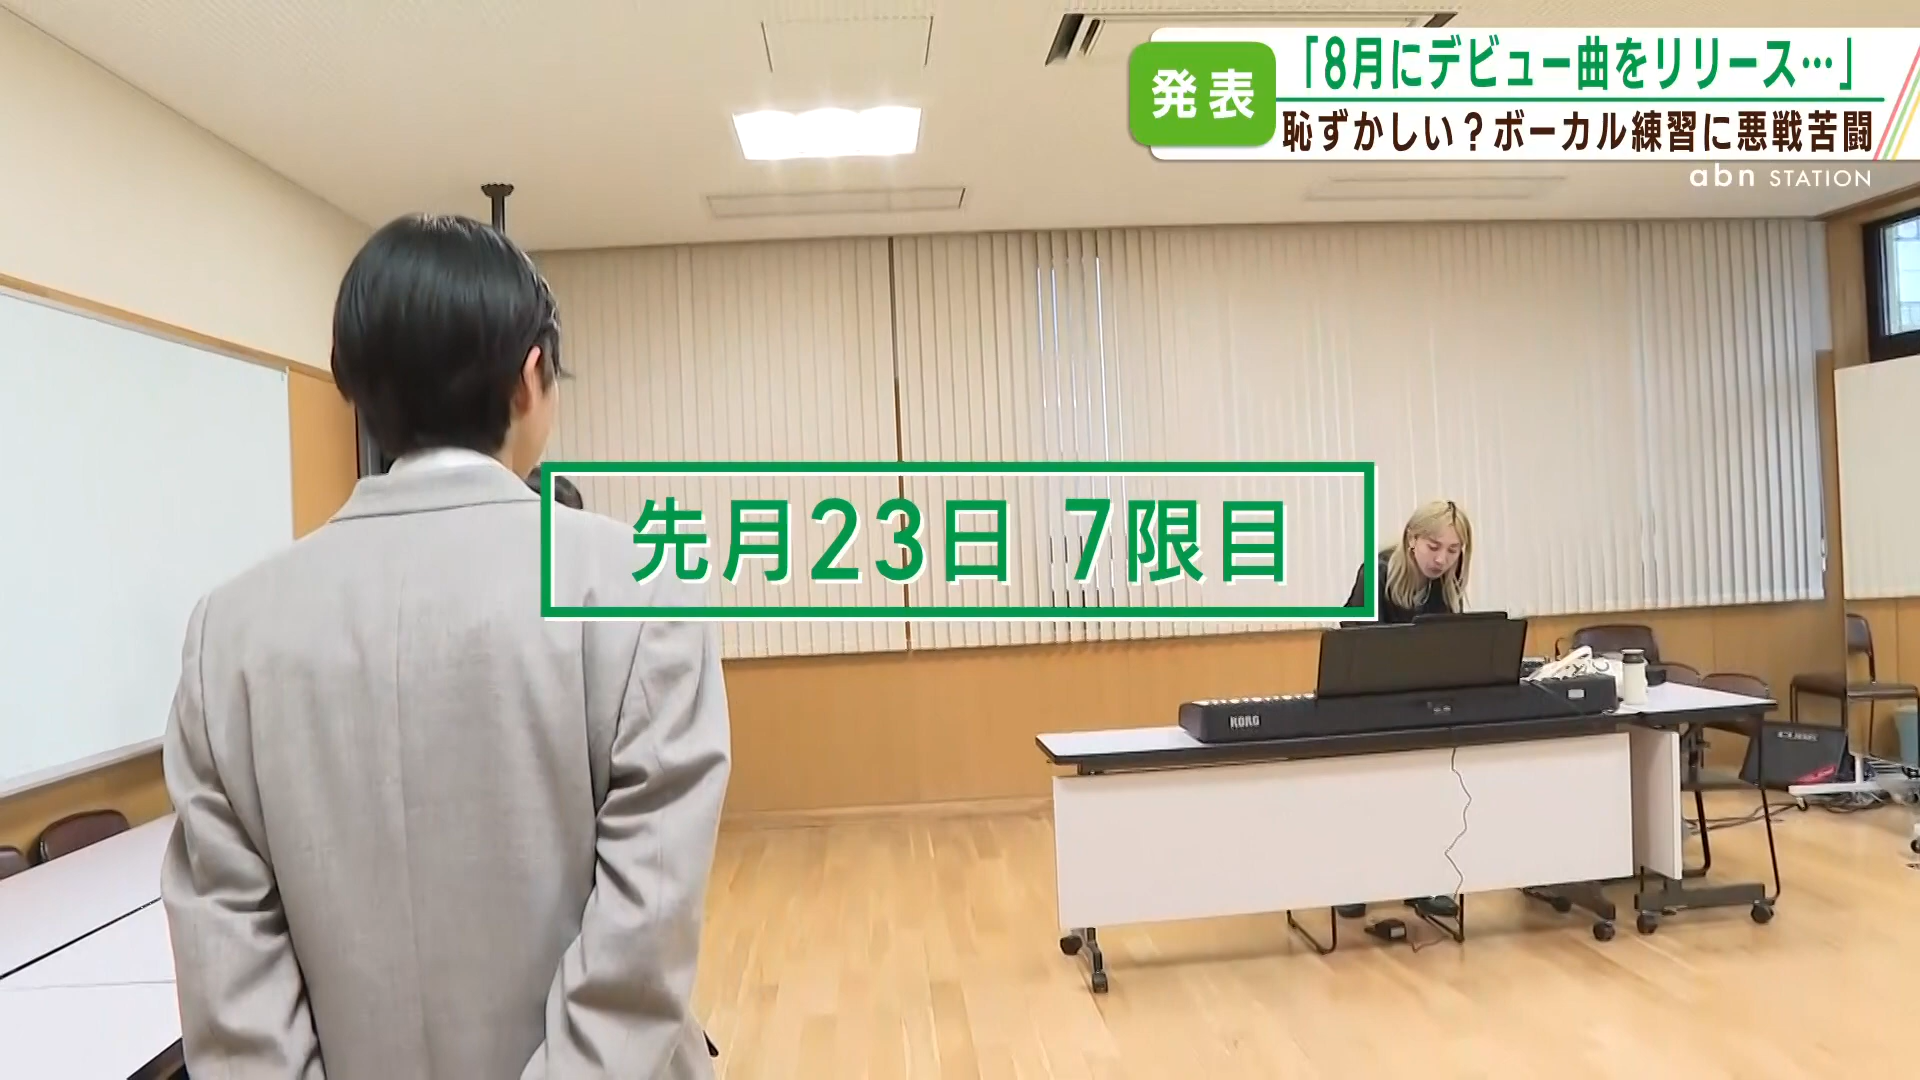 発表
「8月にデビュー曲をリリース…」
恥ずかしい？ボーカル練習に悪戦苦闘
abn STATION
先月23日 7限目
KORG
CUBE